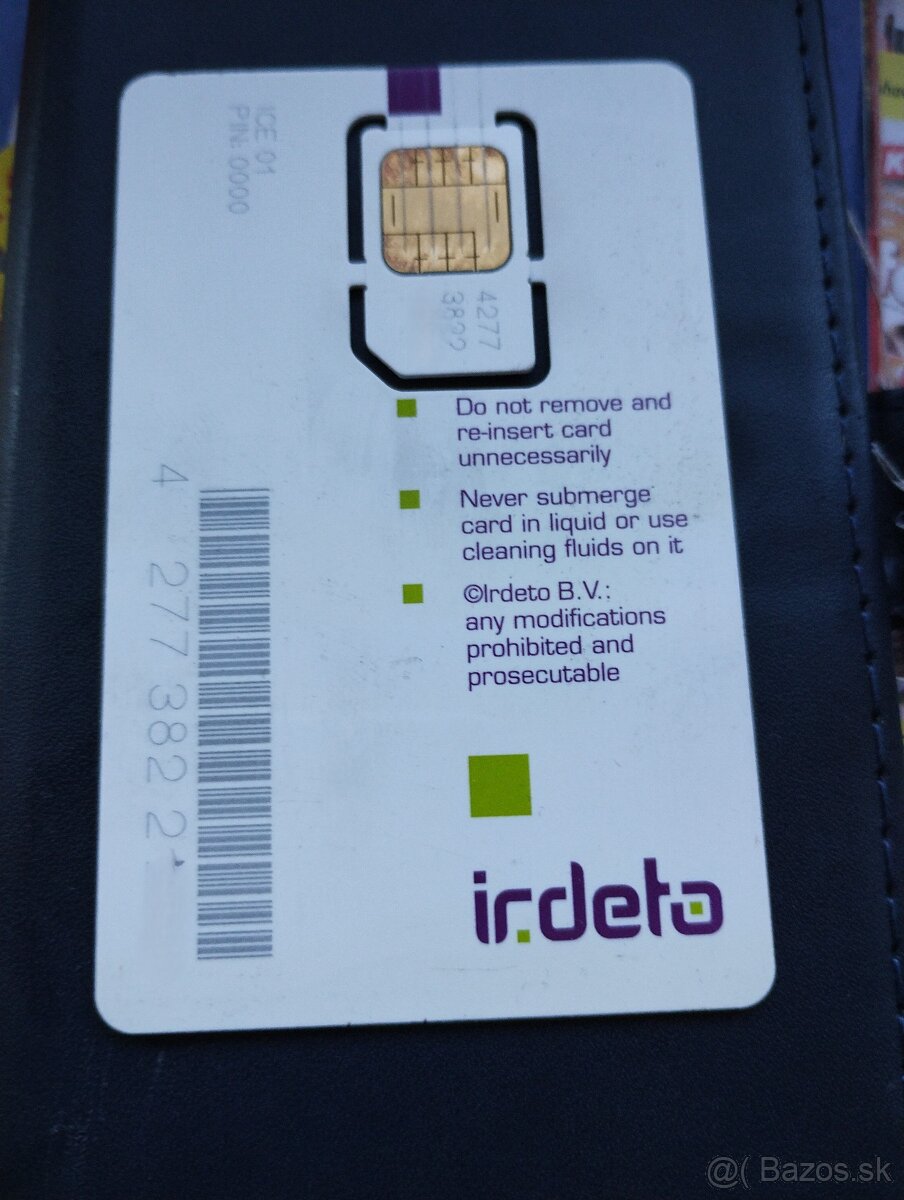 ICE 01
PIN: 0000
4277
3822
Do not remove and
re-insert card
unnecessarily
Never submerge
card in liquid or use
cleaning fluids on it
©Irdeto B.V.:
any modifications
prohibited and
prosecutable
4 277 382 2
irdeto
@( Bazos.sk